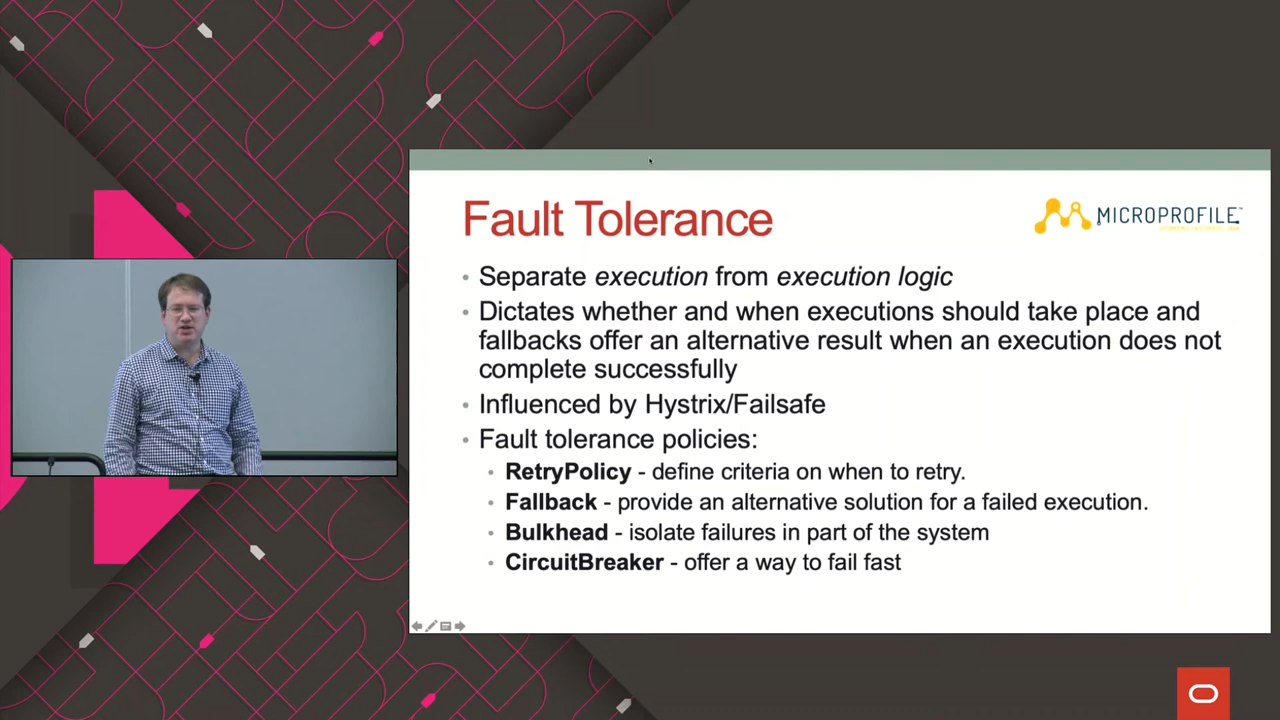 Fault Tolerance
MICROPROFILE™
• Separate execution from execution logic
• Dictates whether and when executions should take place and
fallbacks offer an alternative result when an execution does not
complete successfully
• Influenced by Hystrix/Failsafe
• Fault tolerance policies:
• RetryPolicy - define criteria on when to retry.
• Fallback - provide an alternative solution for a failed execution.
• Bulkhead - isolate failures in part of the system
• CircuitBreaker - offer a way to fail fast